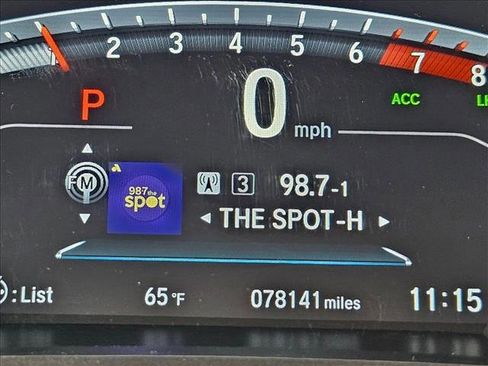 1 2 3 4 5 6 7 8
P 0 mph ACC
FM 987 the spot 3 98.7-1
THE SPOT-H
:List 65°F 078141 miles 11:15